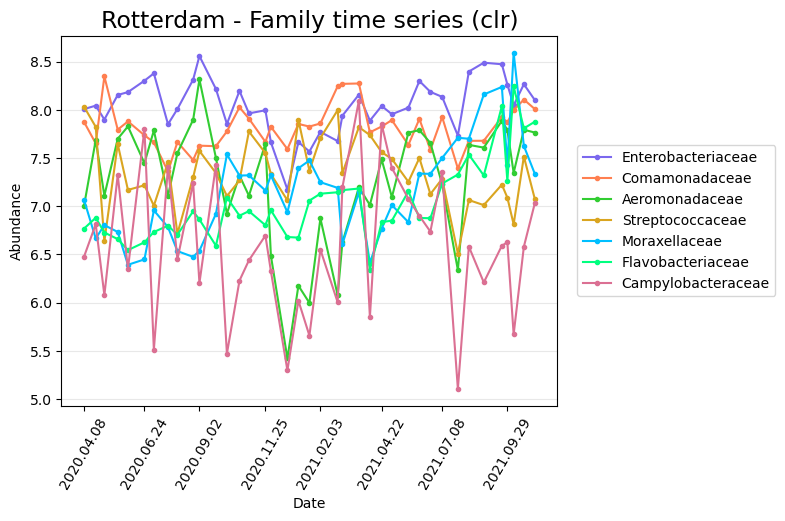 Rotterdam - Family time series (clr)
Abundance
8.5
8.0
7.5
7.0
6.5
6.0
5.5
5.0
2020.04.08
2020.06.24
2020.09.02
2020.11.25
2021.02.03
2021.04.22
2021.07.08
2021.09.29
Date
Enterobacteriaceae
Comamonadaceae
Aeromonadaceae
Streptococcaceae
Moraxellaceae
Flavobacteriaceae
Campylobacteraceae